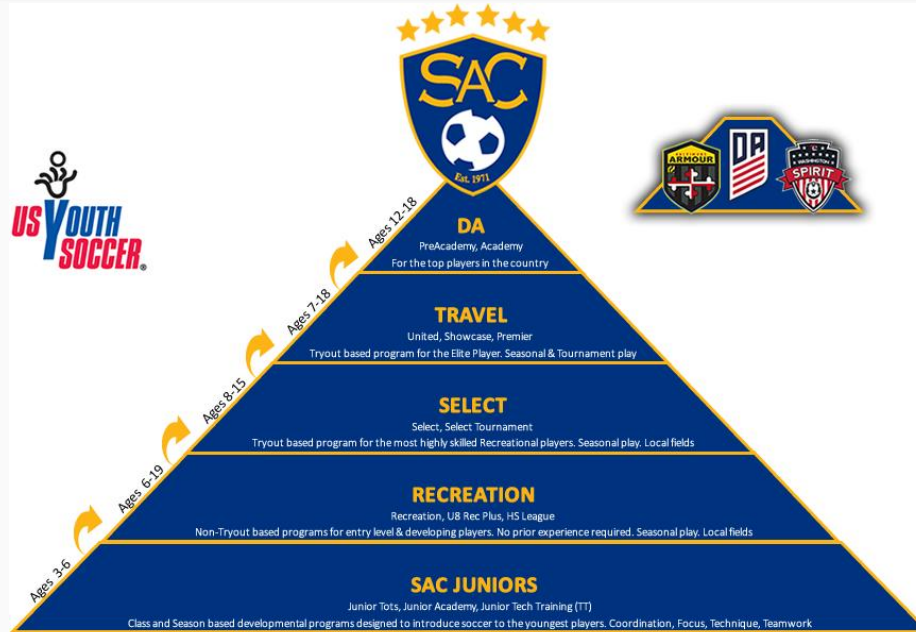 SAC
Est. 1971
US YOUTH
SOCCER®
BALTIMORE
ARMOUR
DA
WASHINGTON
SPIRIT
Ages 12-18
DA
PreAcademy, Academy
For the top players in the country
Ages 7-18
TRAVEL
United, Showcase, Premier
Tryout based program for the Elite Player. Seasonal & Tournament play
Ages 8-15
SELECT
Select, Select Tournament
Tryout based program for the most highly skilled Recreational players. Seasonal play. Local fields
Ages 6-19
RECREATION
Recreation, U8 Rec Plus, HS League
Non-Tryout based programs for entry level & developing players. No prior experience required. Seasonal play. Local fields
Ages 3-6
SAC JUNIORS
Junior Tots, Junior Academy, Junior Tech Training (TT)
Class and Season based developmental programs designed to introduce soccer to the youngest players. Coordination, Focus, Technique, Teamwork